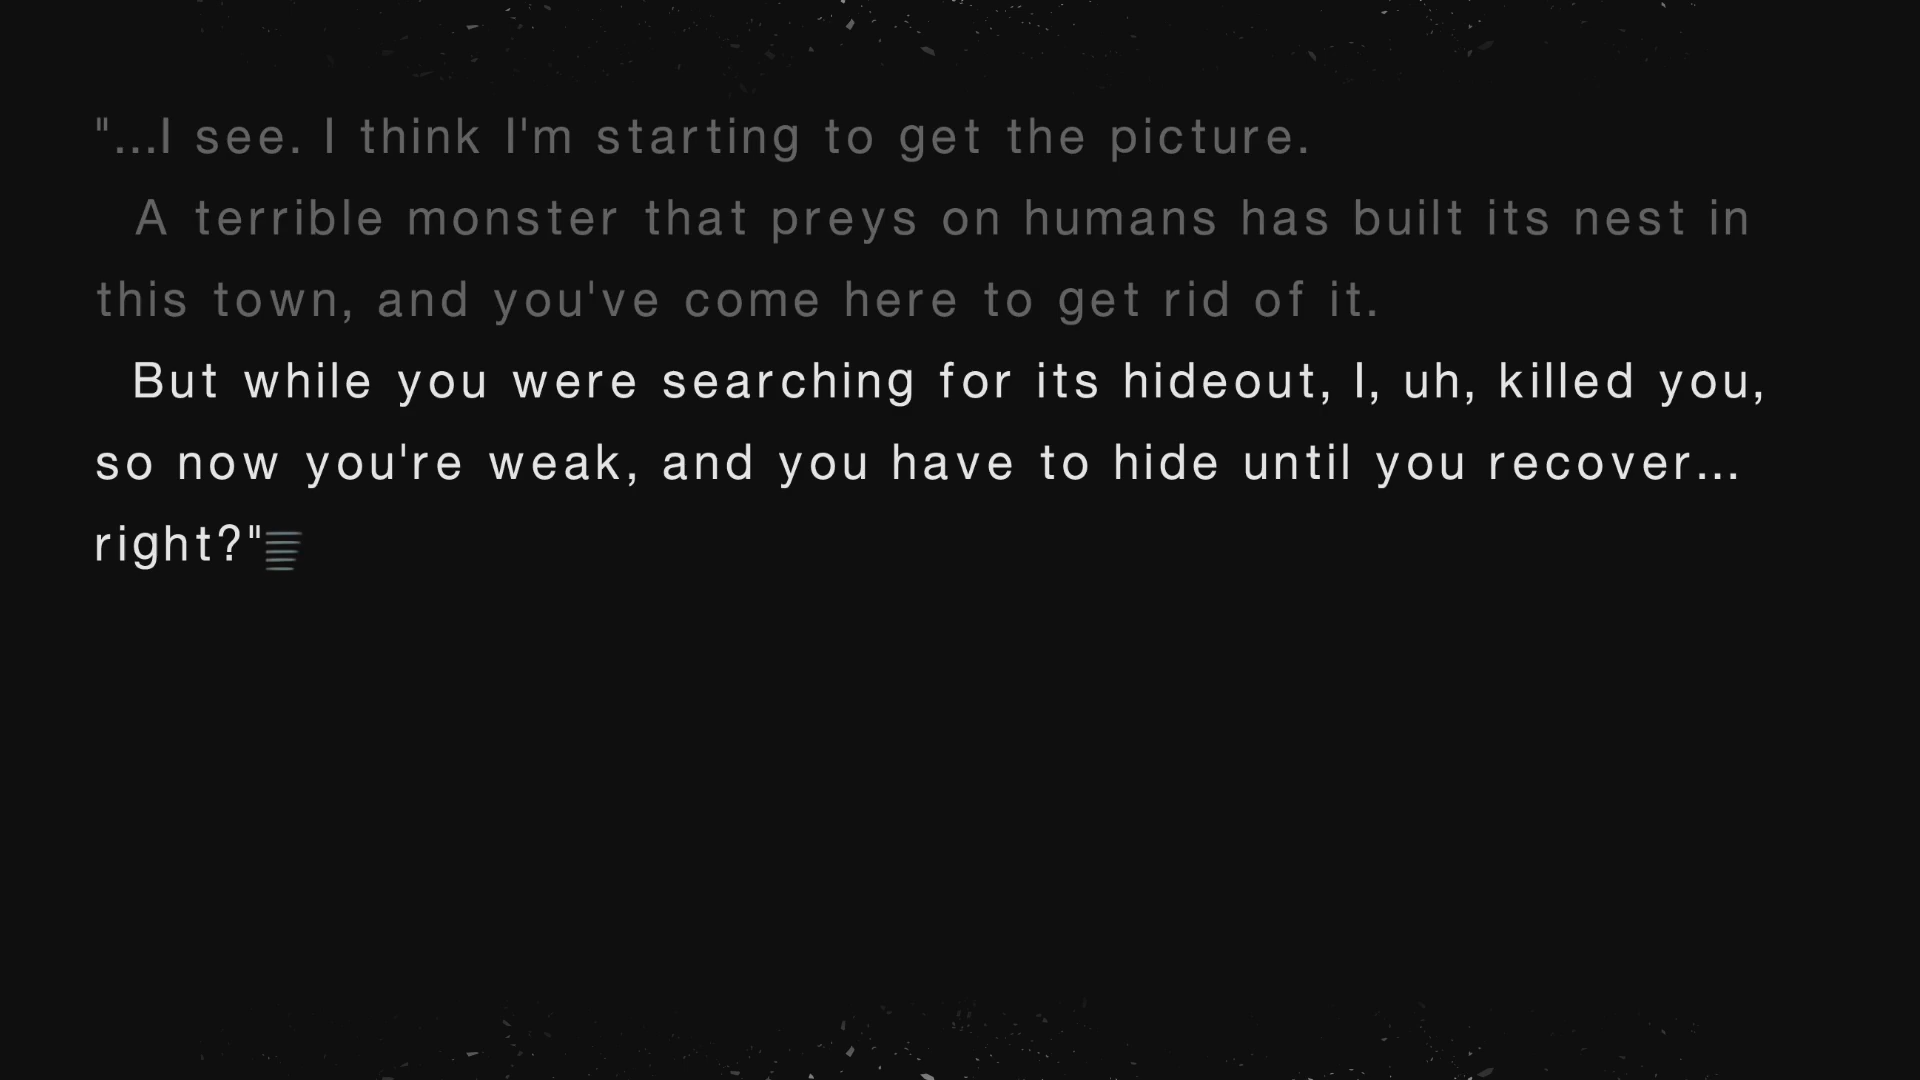 "...I see. I think I'm starting to get the picture.
A terrible monster that preys on humans has built its nest in
this town, and you've come here to get rid of it.
But while you were searching for its hideout, I, uh, killed you,
so now you're weak, and you have to hide until you recover...
right?"